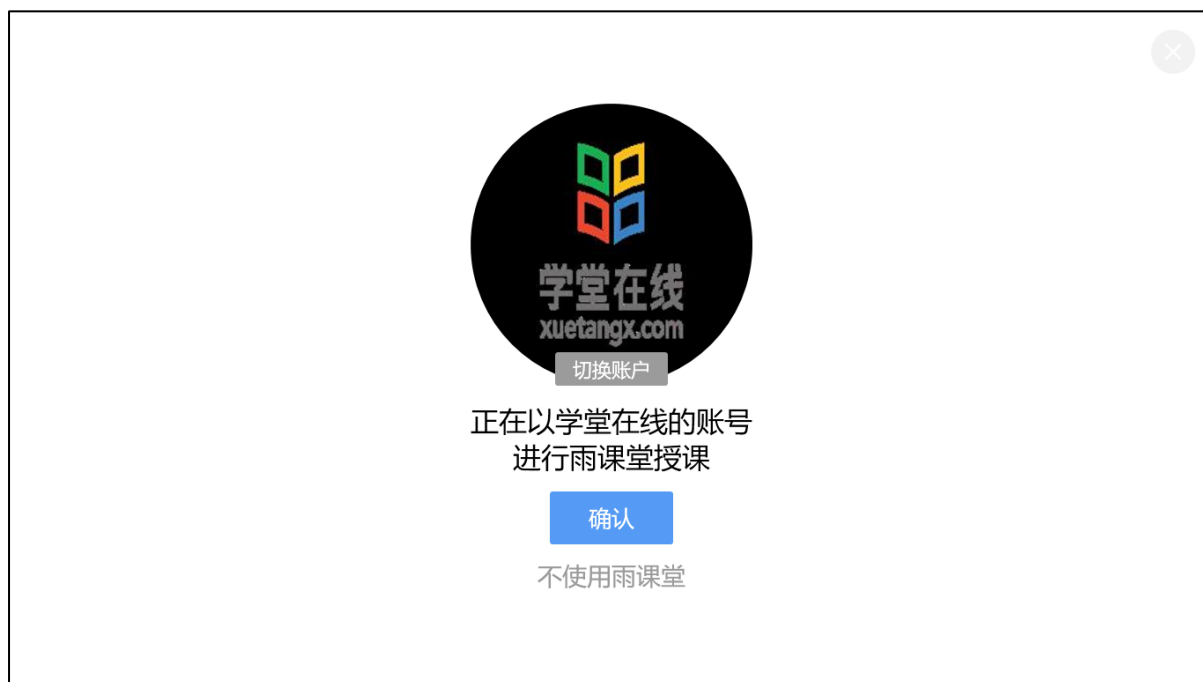 学堂在线
xuetangx.com
切换账户
正在以学堂在线的账号
进行雨课堂授课
确认
不使用雨课堂